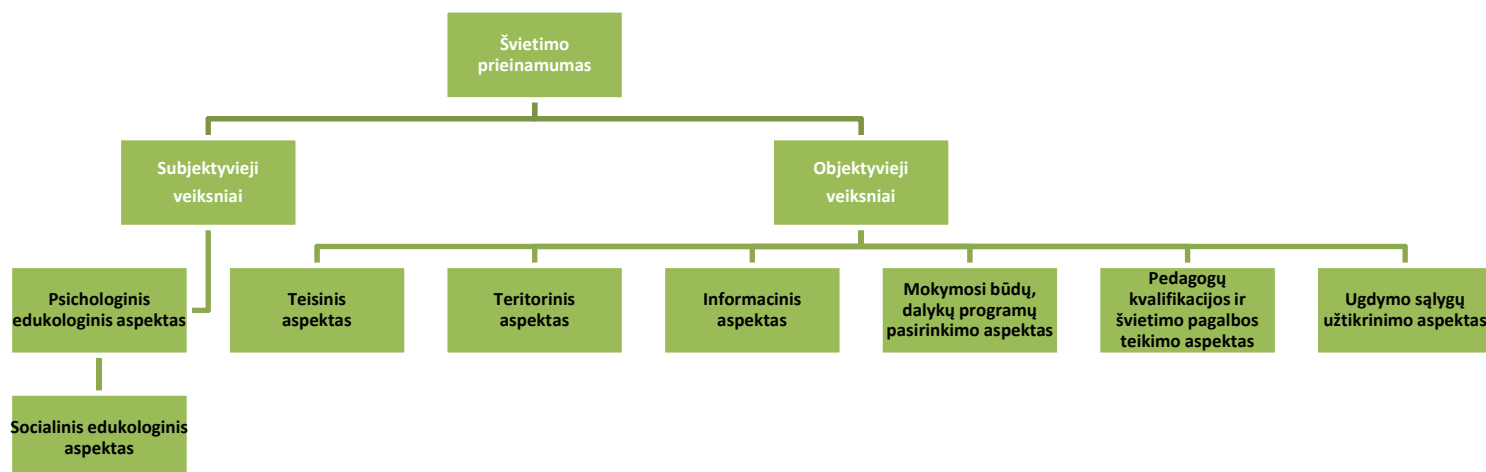 Švietimo
prieinamumas
Subjektyvieji
veiksniai
Objektyvieji
veiksniai
Psichologinis
edukologinis aspektas
Teisinis
aspektas
Teritorinis
aspektas
Informacinis
aspektas
Mokymosi būdų,
dalykų programų
pasirinkimo aspektas
Pedagogų
kvalifikacijos ir
švietimo pagalbos
teikimo aspektas
Ugdymo sąlygų
užtikrinimo aspektas
Socialinis edukologinis
aspektas